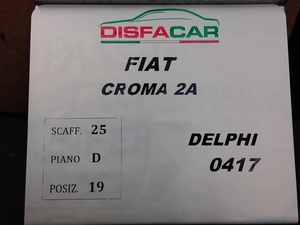 DISFACAR
FIAT
CROMA 2A
SCAFF. 25
PIANO D
POSIZ. 19
DELPHI
0417